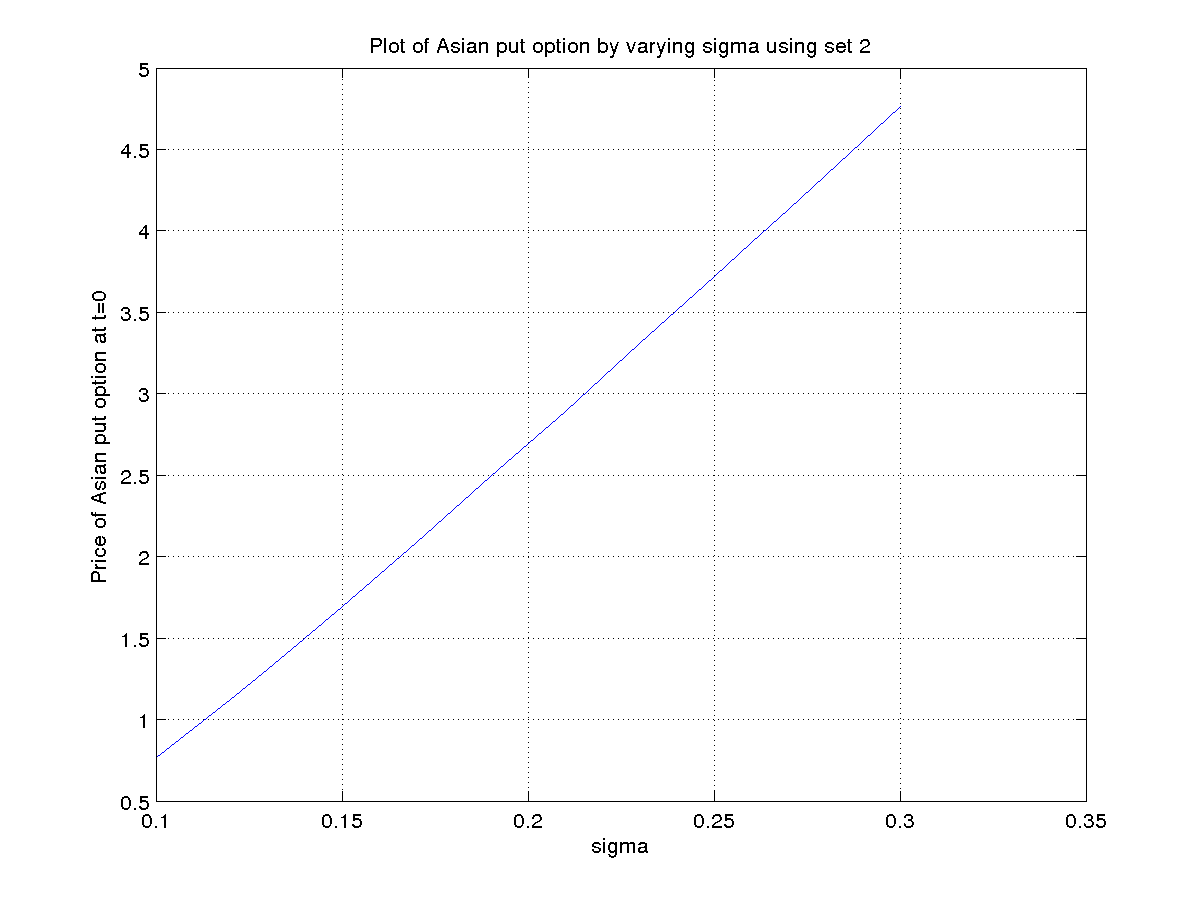 Plot of Asian put option by varying sigma using set 2
5
4.5
4
3.5
3
2.5
2
1.5
1
0.5
Price of Asian put option at t=0
0.1 0.15 0.2 0.25 0.3 0.35
sigma